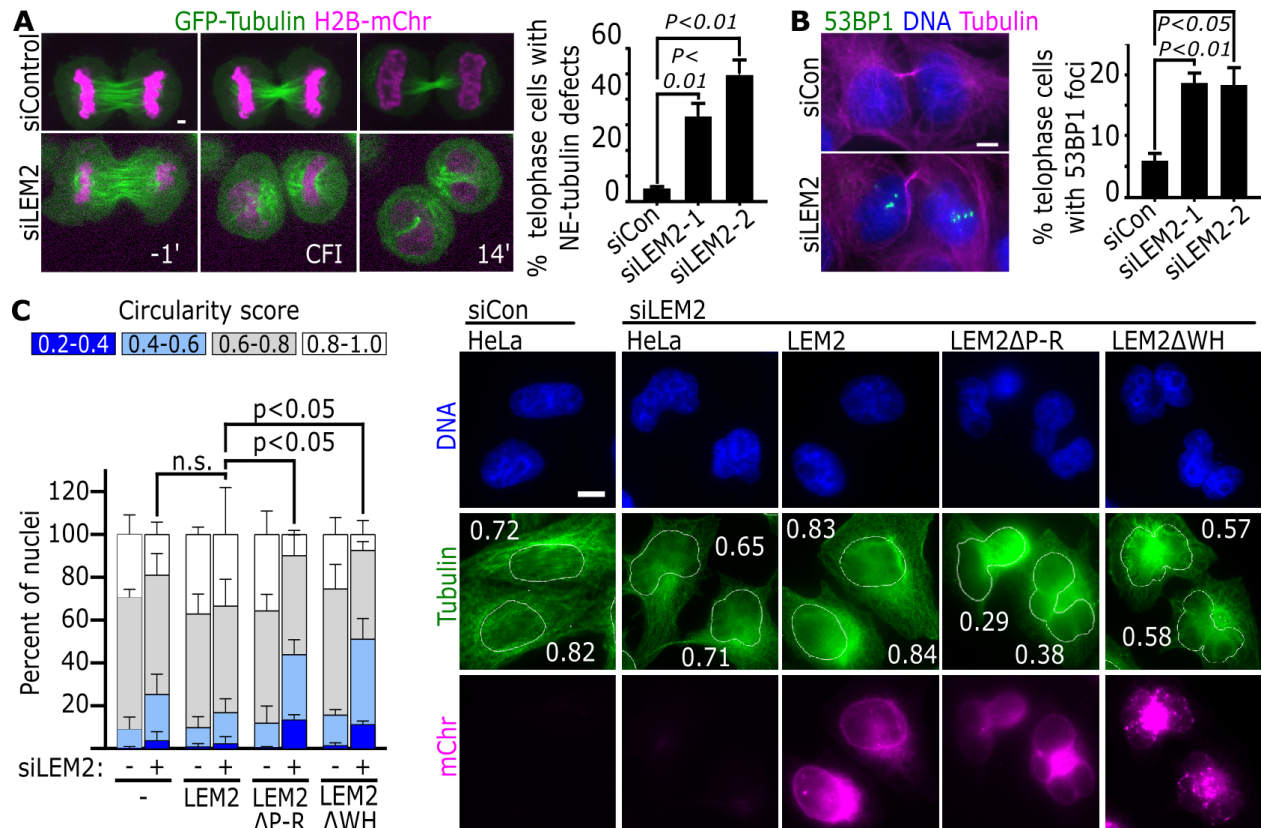 A
GFP-Tubulin H2B-mChr
siControl
siLEM2
-1'
CFI
14'
% telophase cells with
NE-tubulin defects
60
40
20
0
P<0.01
P<
0.01
siCon
siLEM2-1
siLEM2-2
B
53BP1 DNA Tubulin
siCon
siLEM2
% telophase cells
with 53BP1 foci
20
10
0
P<0.05
P<0.01
siCon
siLEM2-1
siLEM2-2
C
Circularity score
0.2-0.4 0.4-0.6 0.6-0.8 0.8-1.0
p<0.05
p<0.05
n.s.
Percent of nuclei
120
100
80
60
40
20
siLEM2: - + - + - + - +
- LEM2 LEM2 LEM2
ΔP-R ΔWH
siCon siLEM2
HeLa HeLa LEM2 LEM2ΔP-R LEM2ΔWH
DNA
Tubulin
0.72 0.65 0.83 0.57
0.82 0.71 0.84 0.29 0.38 0.58
mChr